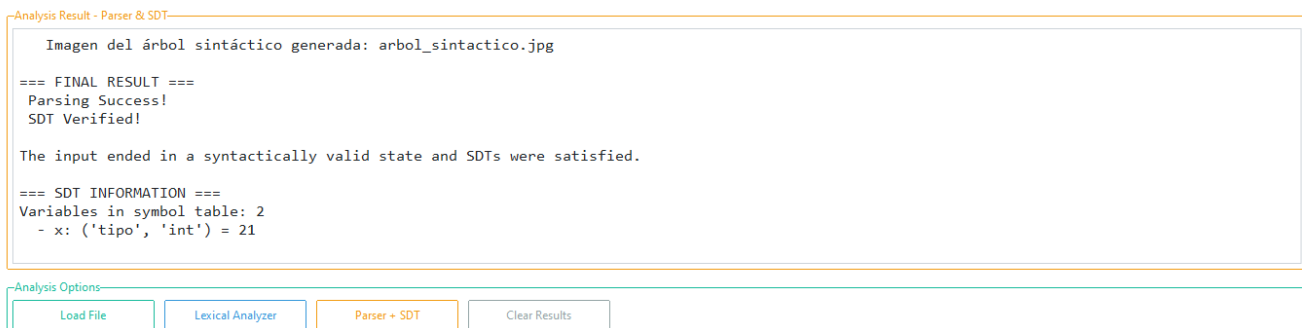 Analysis Result - Parser & SDT
Imagen del árbol sintáctico generada: arbol_sintactico.jpg
=== FINAL RESULT ===
Parsing Success!
SDT Verified!
The input ended in a syntactically valid state and SDTs were satisfied.
=== SDT INFORMATION ===
Variables in symbol table: 2
- x: ('tipo', 'int') = 21
Analysis Options
Load File
Lexical Analyzer
Parser + SDT
Clear Results